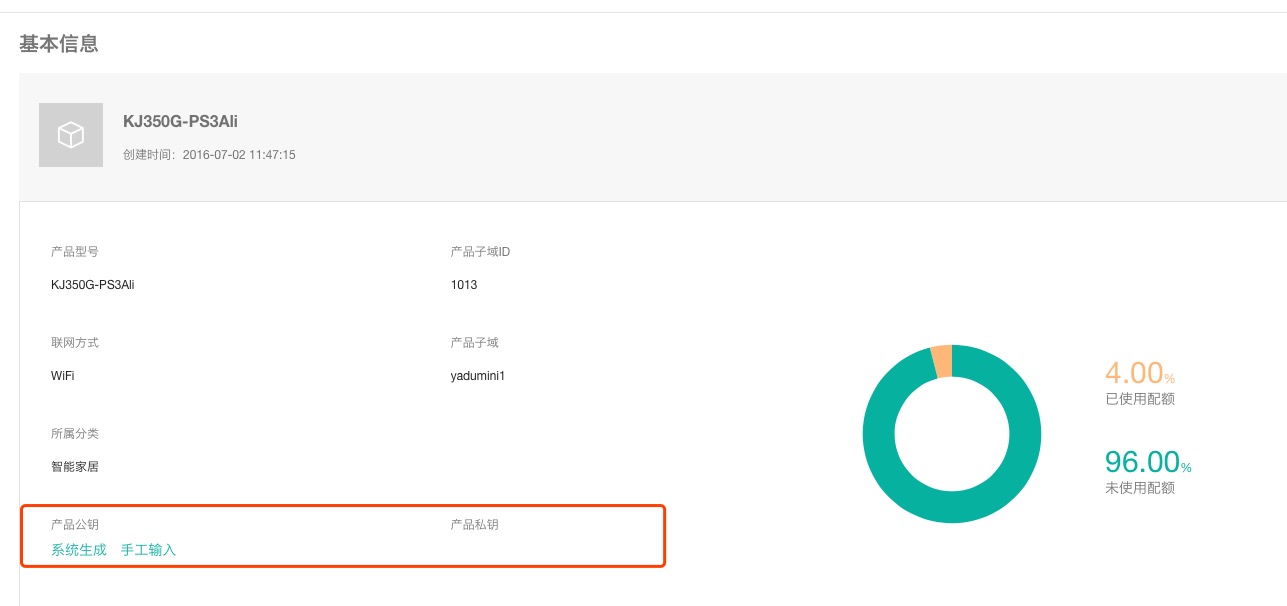 基本信息
KJ350G-PS3Ali
创建时间：2016-07-02 11:47:15
产品型号
产品子域ID
KJ350G-PS3Ali
1013
联网方式
产品子域
WiFi
yadumini1
所属分类
智能家居
产品公钥
产品私钥
系统生成 手工输入
4.00%
已使用配额
96.00%
未使用配额